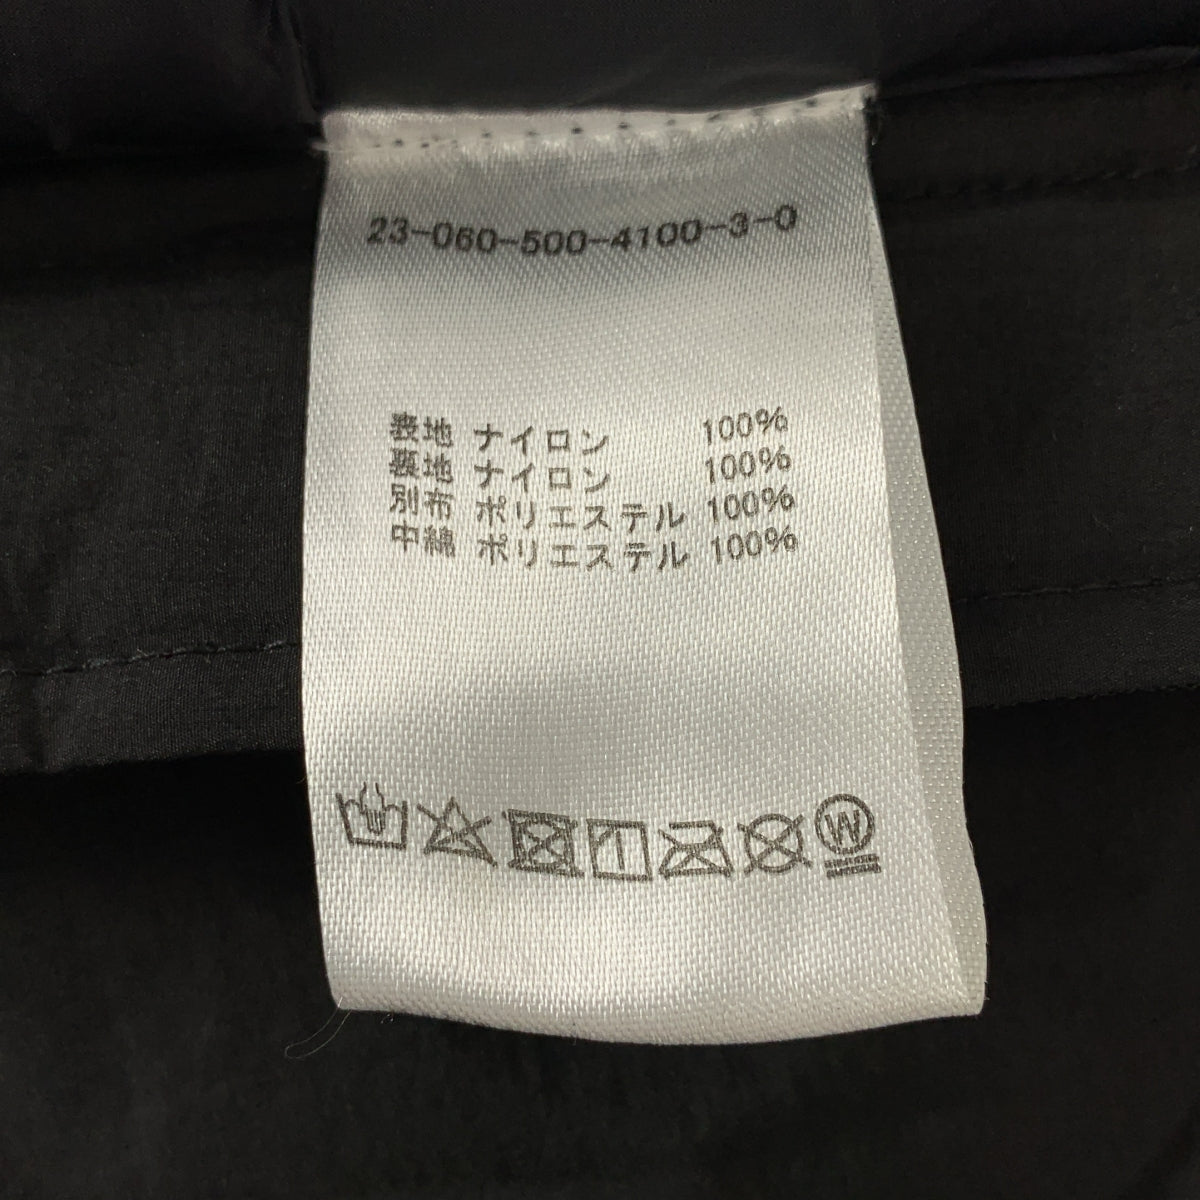 23-060-500-4100-3-0
表地 ナイロン 100%
裏地 ナイロン 100%
別布 ポリエステル 100%
中綿 ポリエステル 100%
W